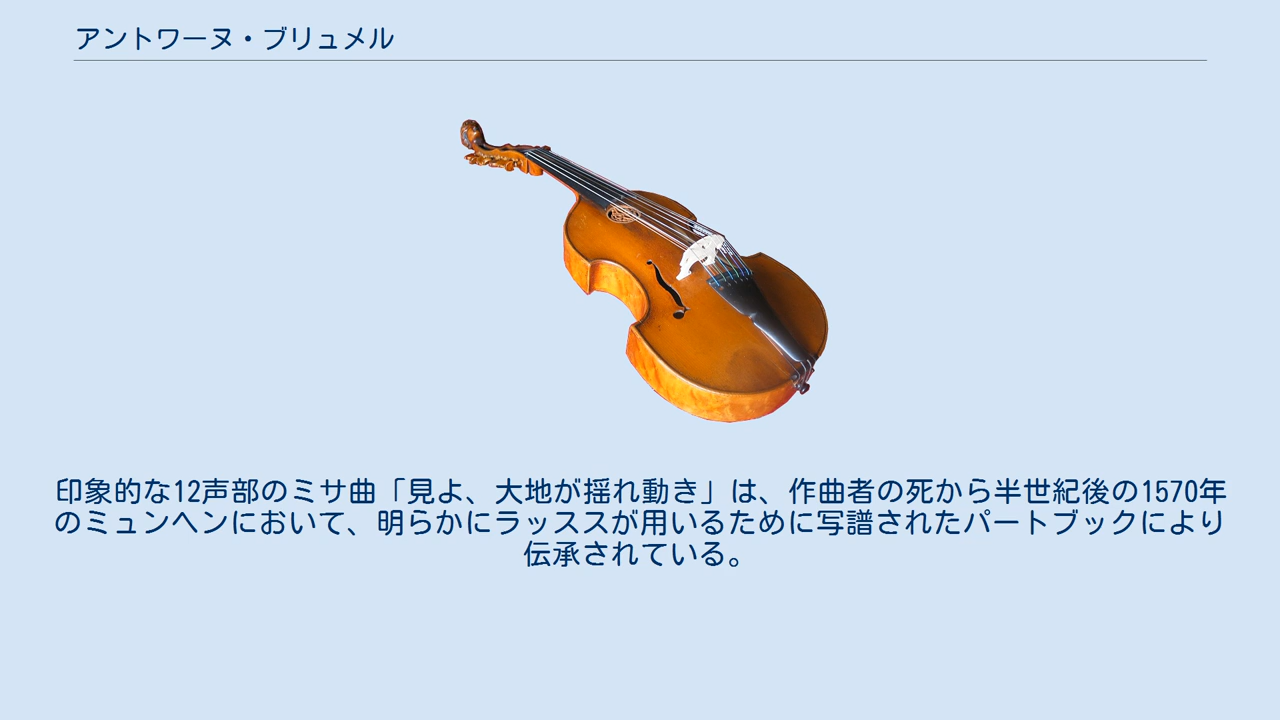 アントワーヌ・ブリュメル
印象的な12声部のミサ曲「見よ、大地が揺れ動き」は、作曲者の死から半世紀後の1570年
のミュンヘンにおいて、明らかにラッススが用いるために写譜されたパートブックにより
伝承されている。